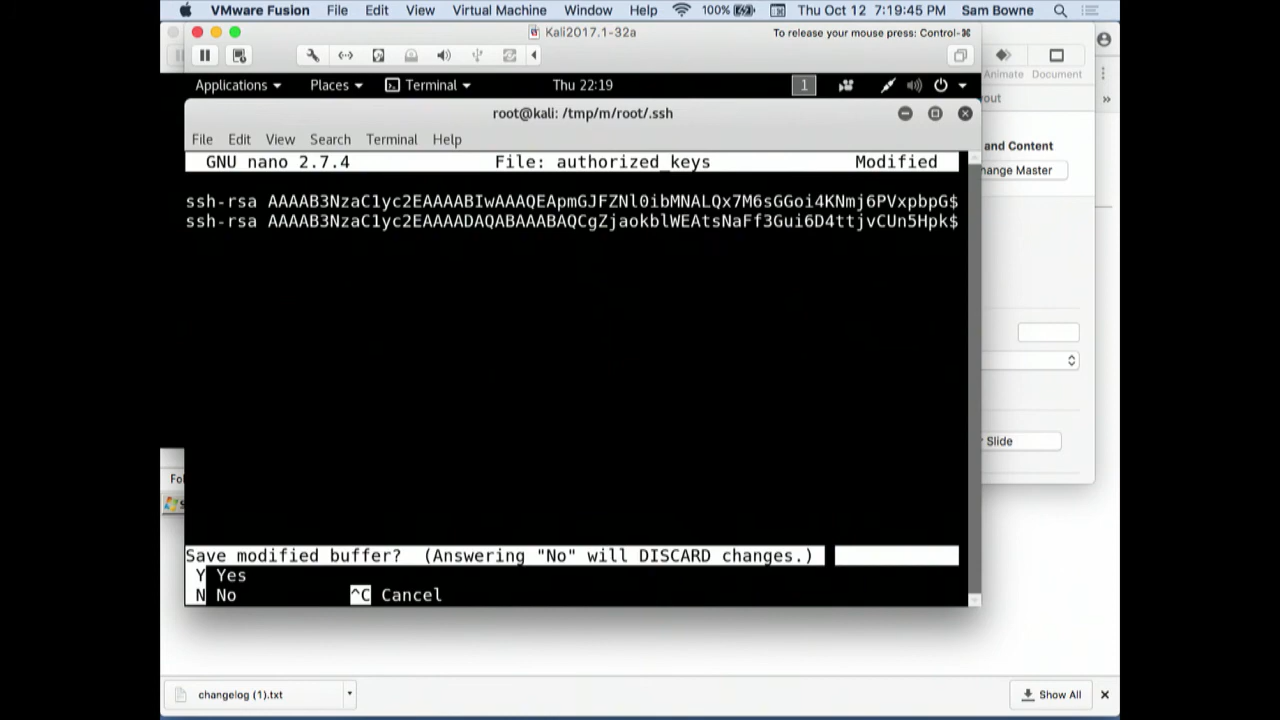 VMware Fusion File Edit View Virtual Machine Window Help 100% Thu Oct 12 7:19:45 PM Sam Bowne
Kali2017.1-32a To release your mouse press: Control-⌘
Animate Document
Applications Places Terminal Thu 22:19 1
out »
root@kali: /tmp/m/root/.ssh
File Edit View Search Terminal Help
and Content
GNU nano 2.7.4 File: authorized_keys Modified
hange Master
ssh-rsa AAAAB3NzaC1yc2EAAAABIwAAAQEApmGJFZNl0ibMNALQx7M6sGGoi4KNmj6PVxpbpG$
ssh-rsa AAAAB3NzaC1yc2EAAAADAQABAAABAQCgZjaokblWEAtsNaFf3Gui6D4ttjvCUn5Hpk$
Slide
Fol
Save modified buffer? (Answering "No" will DISCARD changes.)
Y Yes
N No ^C Cancel
changelog (1).txt Show All